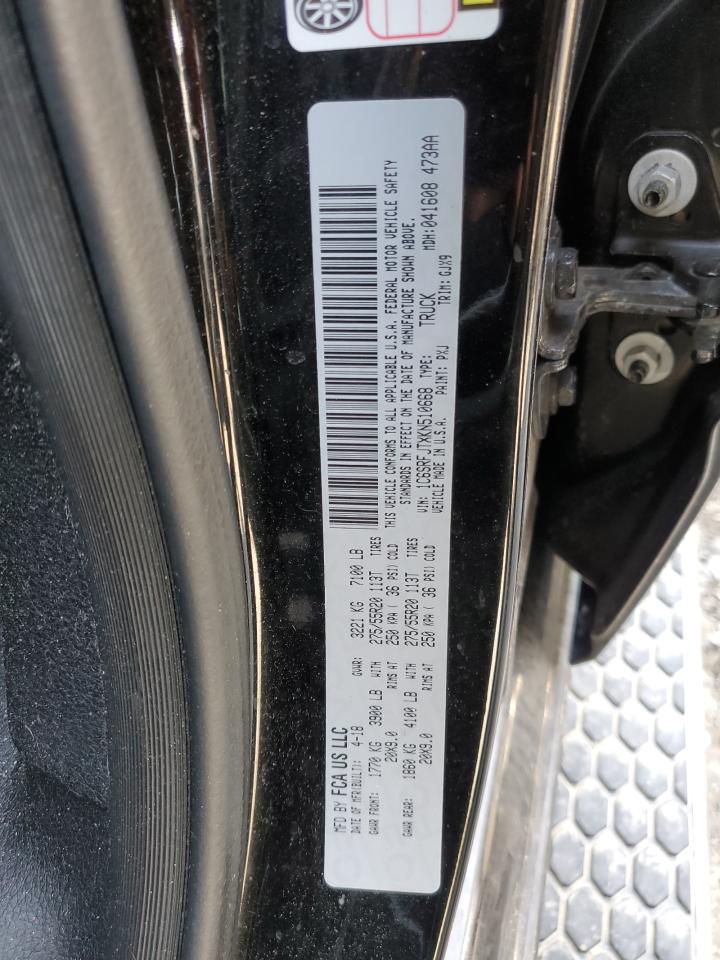 MFD BY FCA US LLC
DATE OF MFR(BUILT): 4-18 GVWR: 3221 KG 7100 LB
GAWR FRONT: 1770 KG 3900 LB WITH 275/55R20 113T TIRES
20X9.0 RIMS AT 250 KPA ( 36 PSI) COLD
GAWR REAR: 1860 KG 4100 LB WITH 275/55R20 113T TIRES
20X9.0 RIMS AT 250 KPA ( 36 PSI) COLD
THIS VEHICLE CONFORMS TO ALL APPLICABLE U.S.A. FEDERAL MOTOR VEHICLE SAFETY
STANDARDS IN EFFECT ON THE DATE OF MANUFACTURE SHOWN ABOVE.
VIN: 1C6SRFJTXKN510668 TYPE: TRUCK MDH:041608 473AA
VEHICLE MADE IN U.S.A. PAINT: PXJ TRIM: GJX9